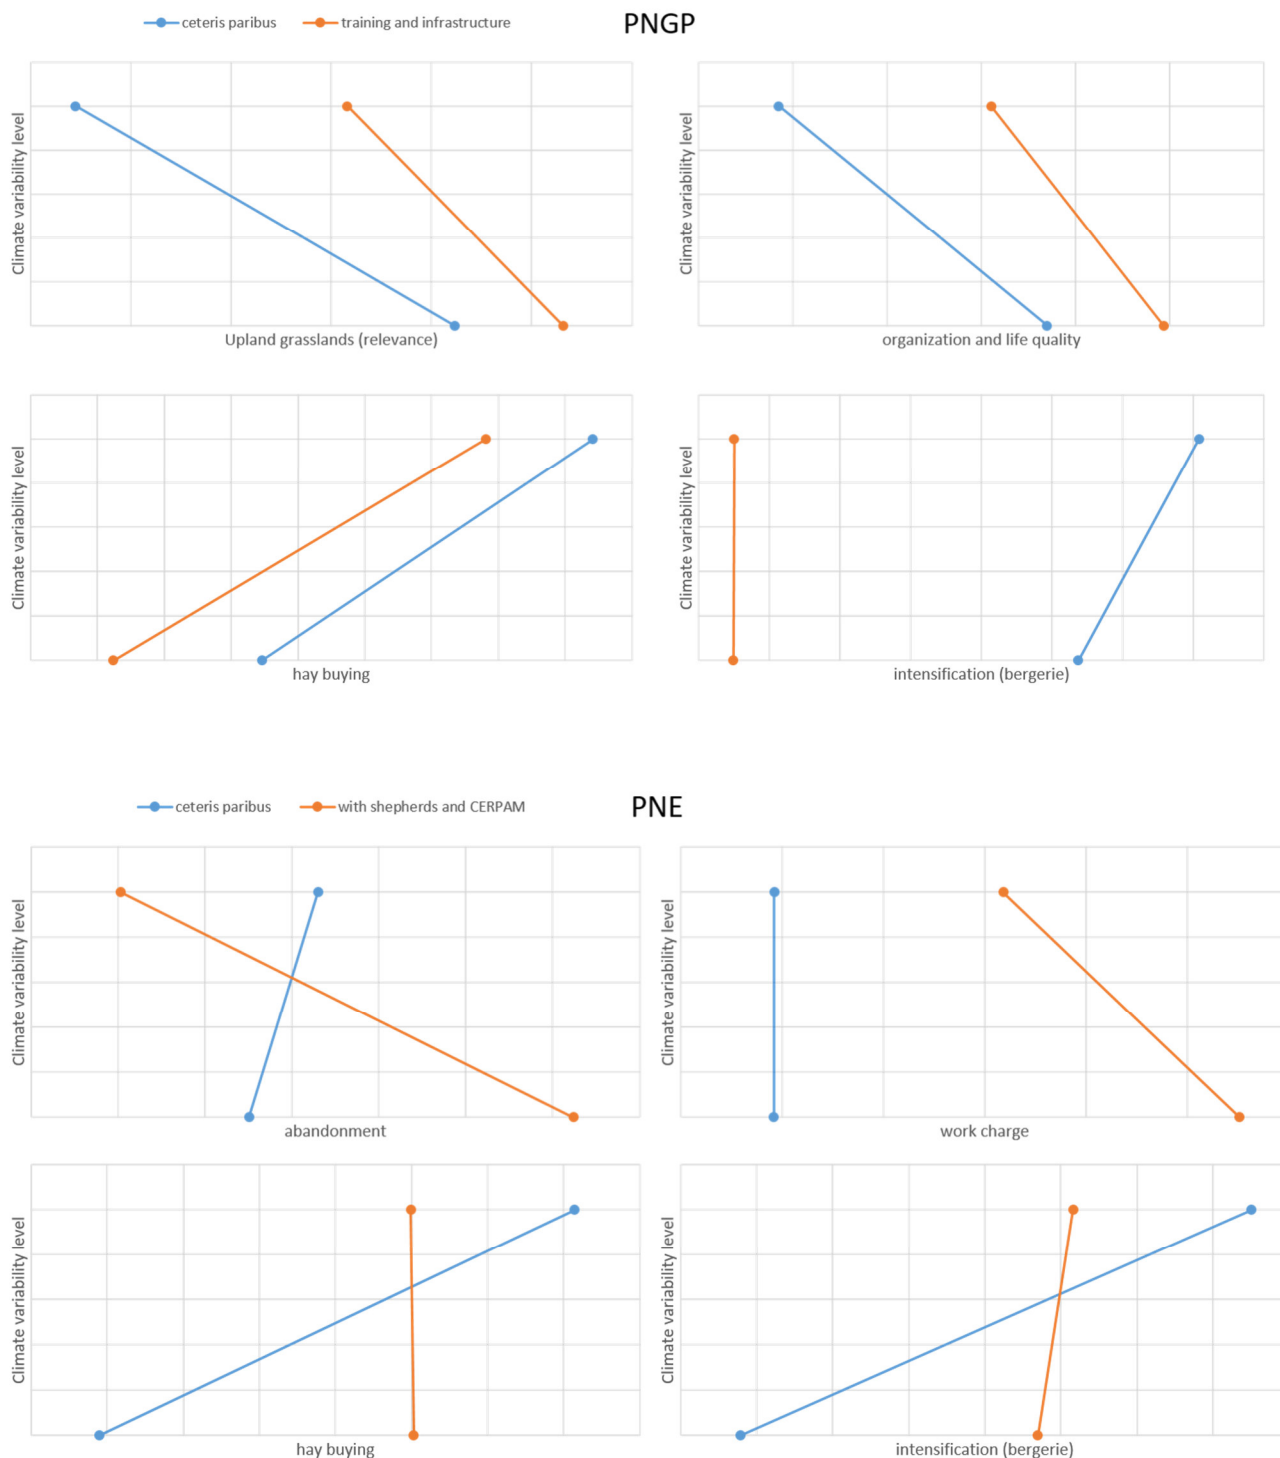 ceteris paribus
training and infrastructure
PNGP
Climate variability level
Upland grasslands (relevance)
Climate variability level
organization and life quality
Climate variability level
hay buying
Climate variability level
intensification (bergerie)
ceteris paribus
with shepherds and CERPAM
PNE
Climate variability level
abandonment
Climate variability level
work charge
Climate variability level
hay buying
Climate variability level
intensification (bergerie)